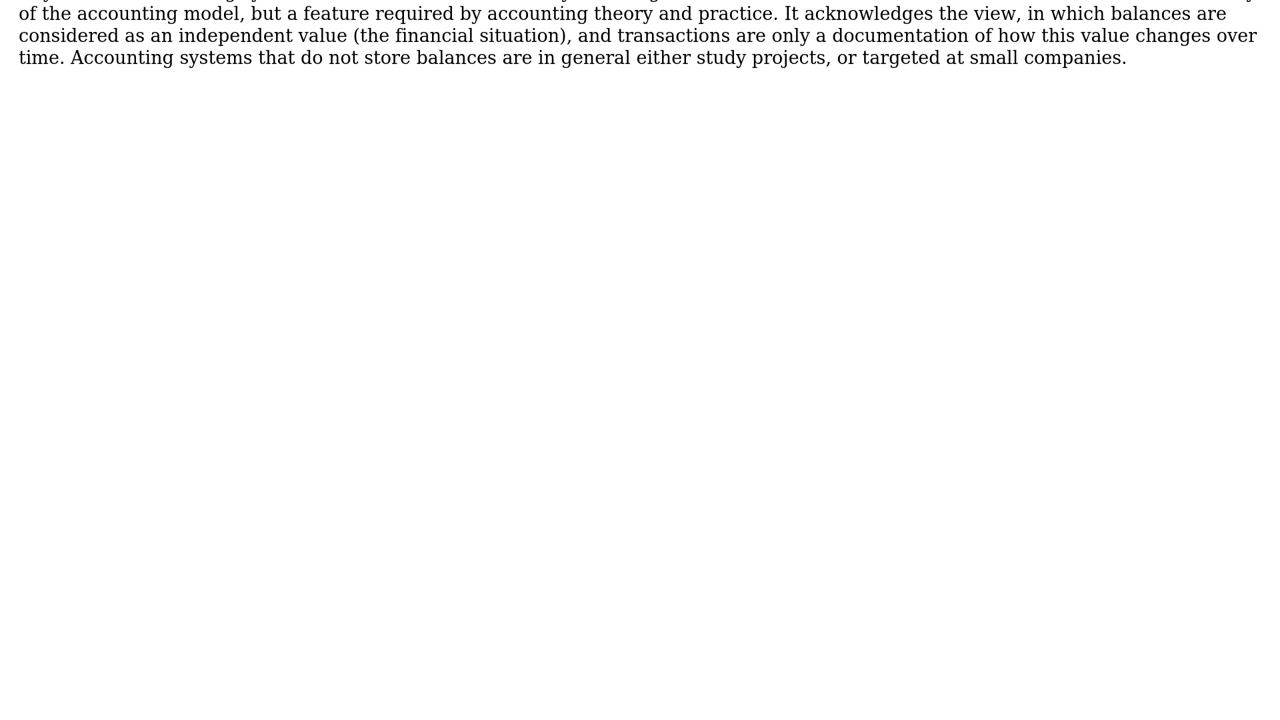 of the accounting model, but a feature required by accounting theory and practice. It acknowledges the view, in which balances are
considered as an independent value (the financial situation), and transactions are only a documentation of how this value changes over
time. Accounting systems that do not store balances are in general either study projects, or targeted at small companies.